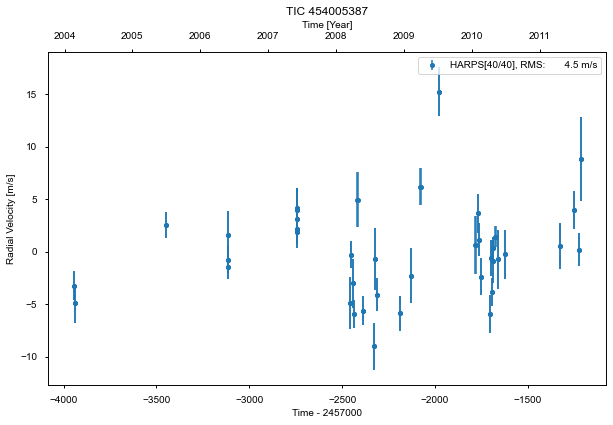 TIC 454005387
Time [Year]
2004 2005 2006 2007 2008 2009 2010 2011
HARPS[40/40], RMS: 4.5 m/s
15
10
5
0
−5
−10
Radial Velocity [m/s]
−4000 −3500 −3000 −2500 −2000 −1500
Time - 2457000